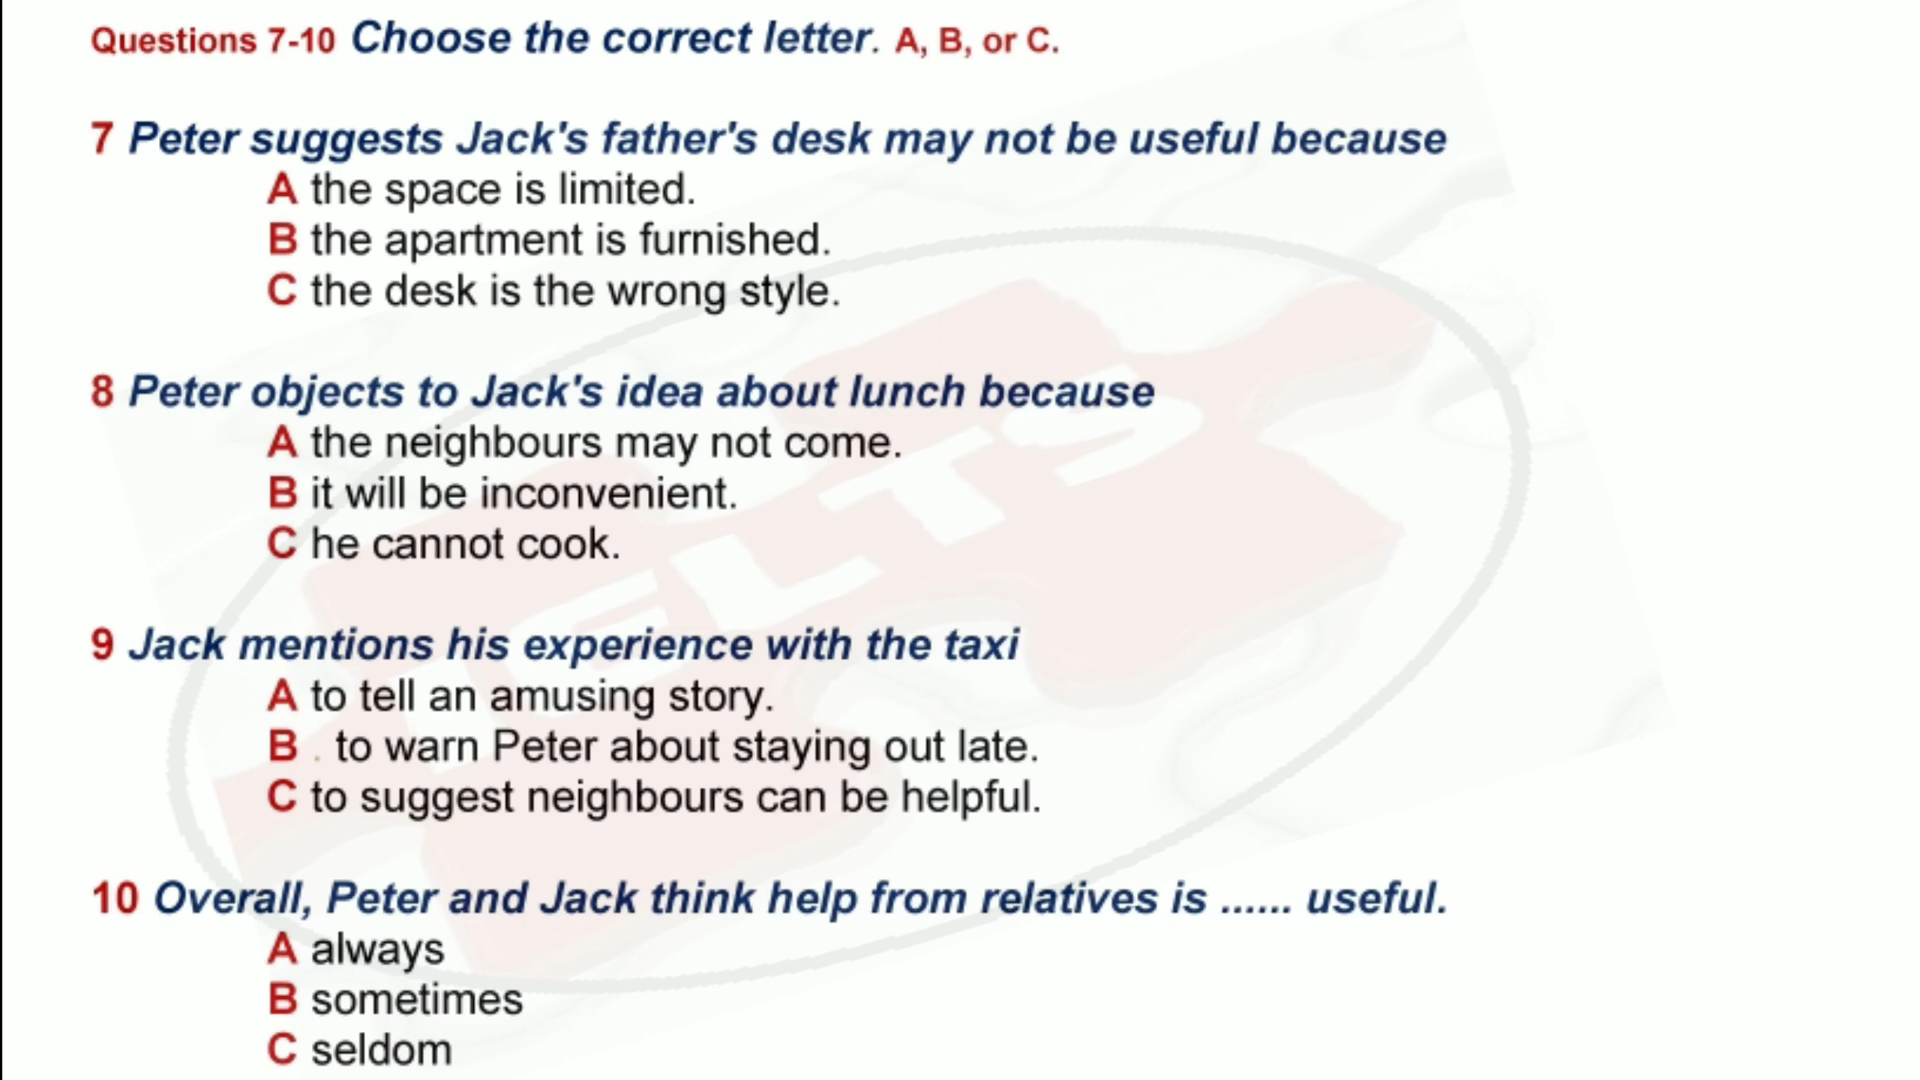 Questions 7-10 Choose the correct letter. A, B, or C.
7 Peter suggests Jack's father's desk may not be useful because
A the space is limited.
B the apartment is furnished.
C the desk is the wrong style.
8 Peter objects to Jack's idea about lunch because
A the neighbours may not come.
B it will be inconvenient.
C he cannot cook.
9 Jack mentions his experience with the taxi
A to tell an amusing story.
B . to warn Peter about staying out late.
C to suggest neighbours can be helpful.
10 Overall, Peter and Jack think help from relatives is ...... useful.
A always
B sometimes
C seldom
IELTS